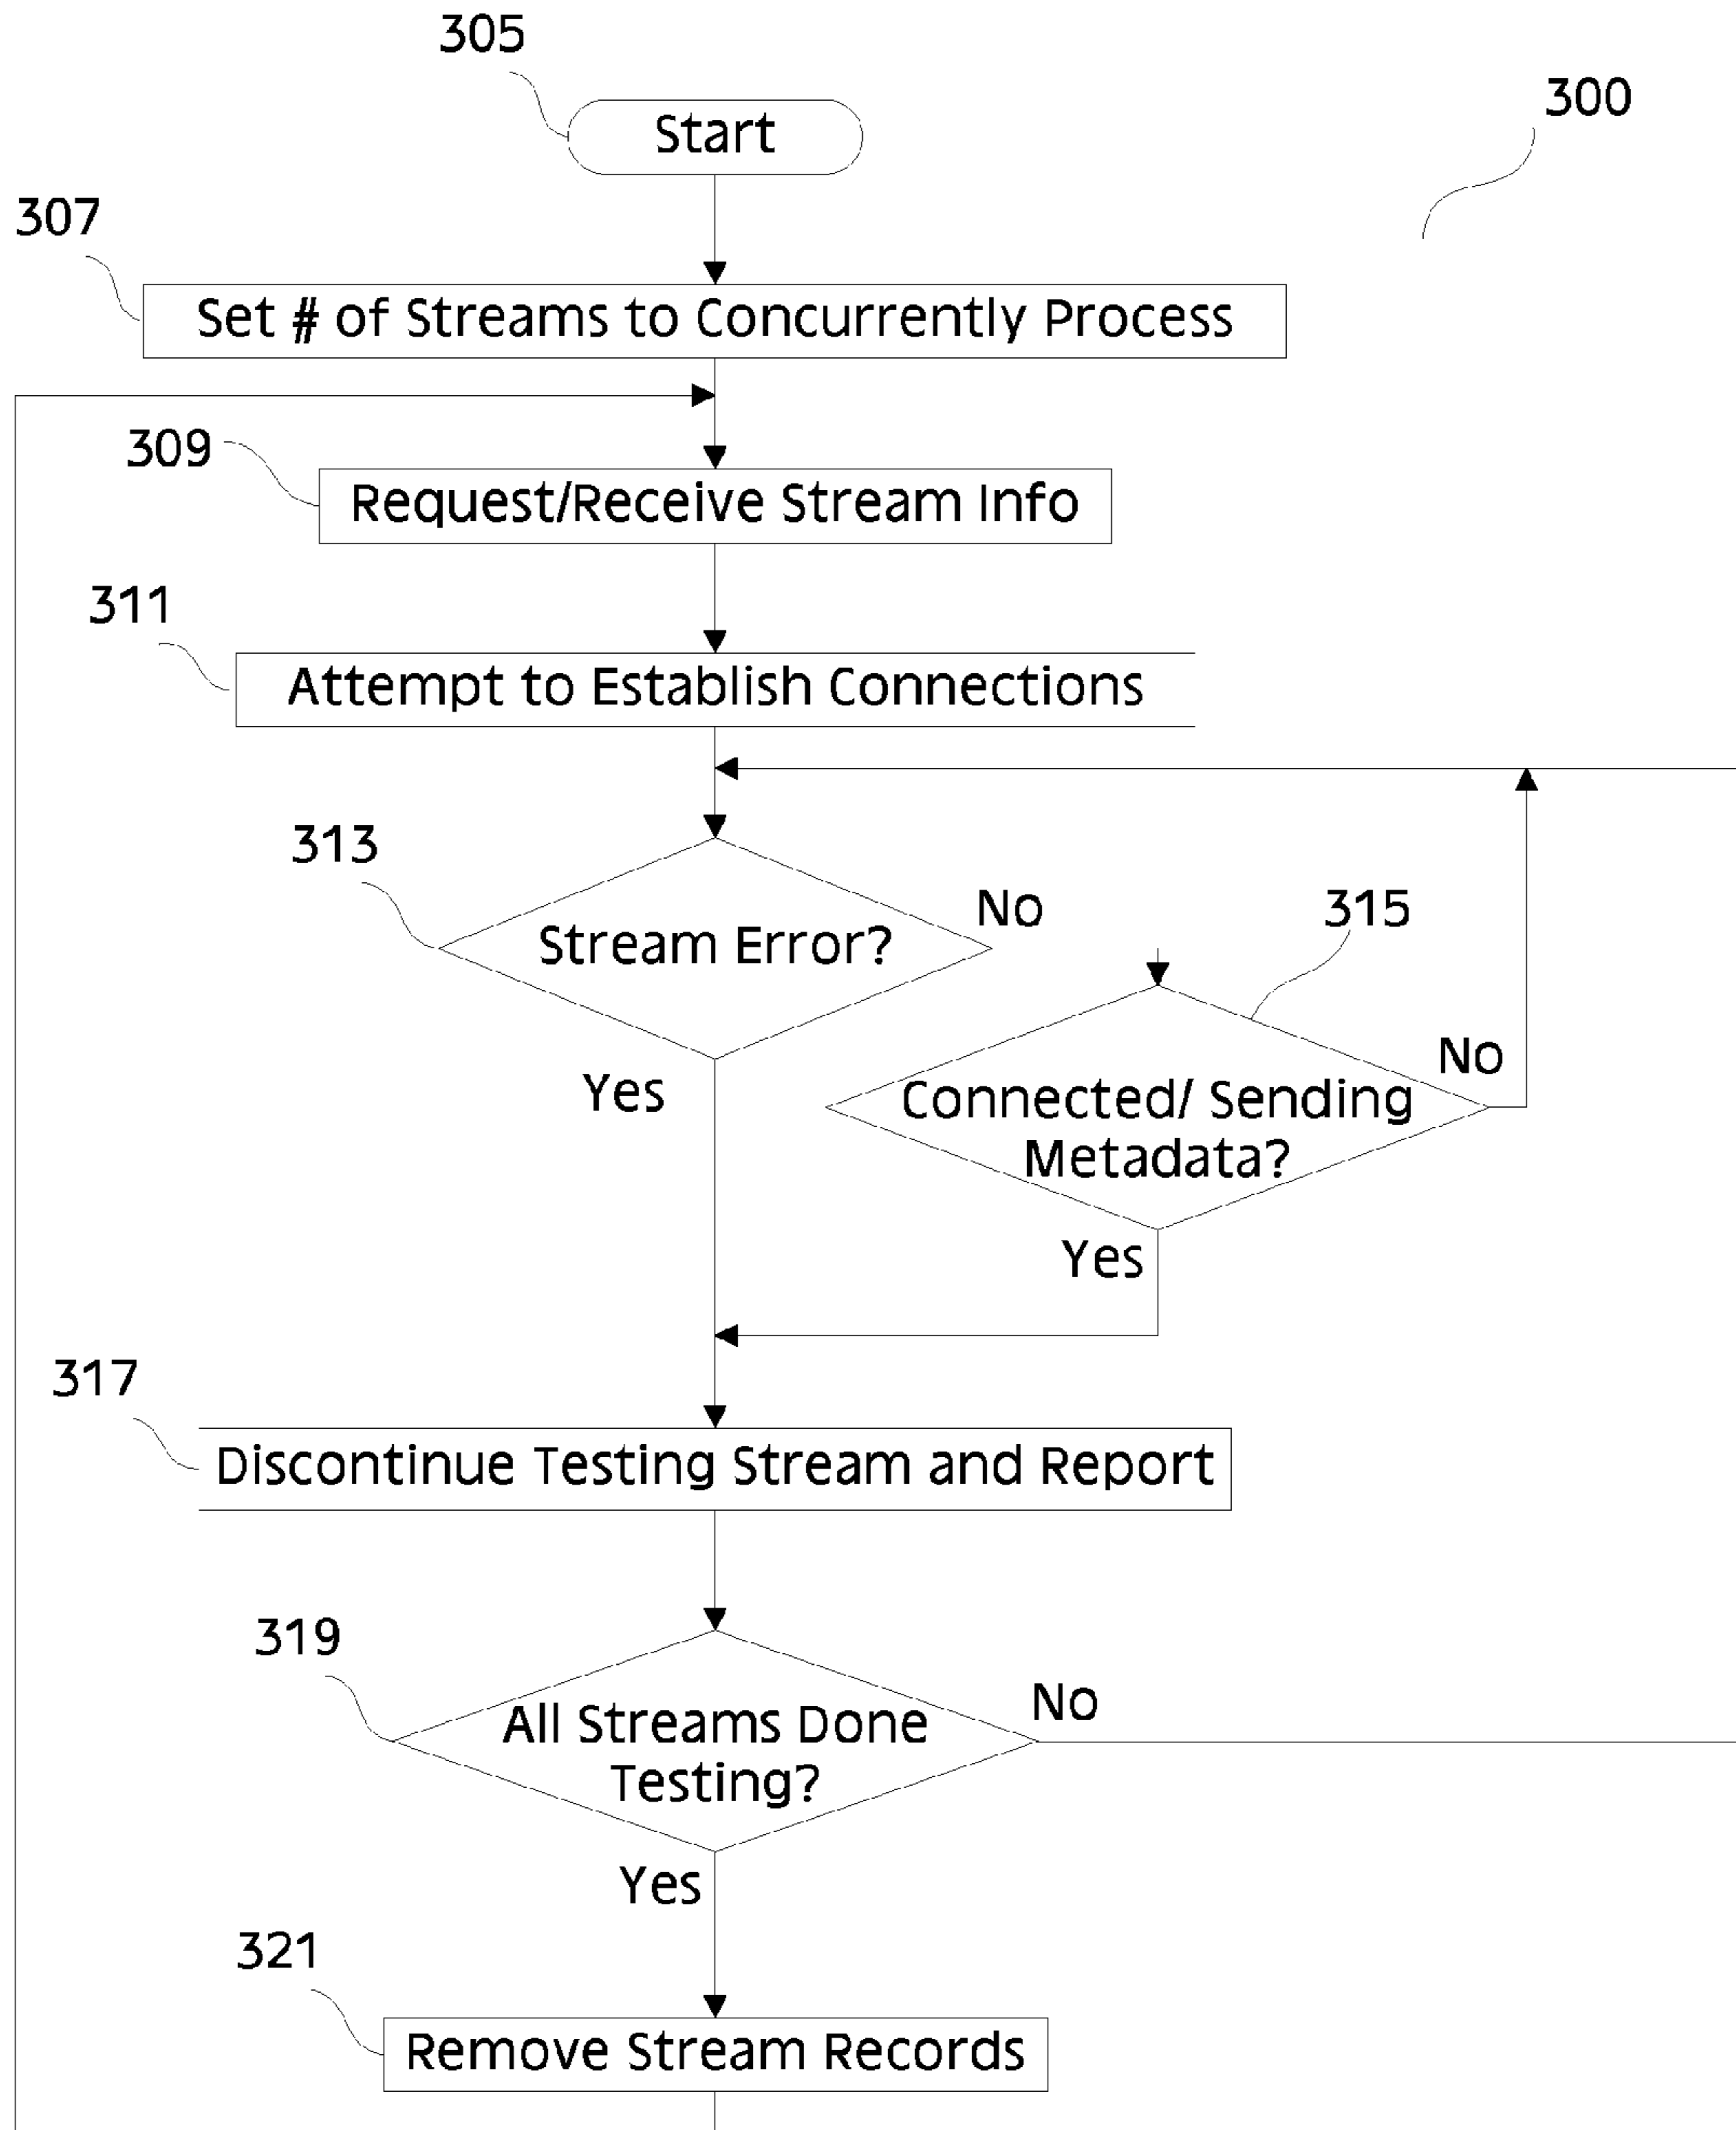 305
Start
300
307
Set # of Streams to Concurrently Process
309
Request/Receive Stream Info
311
Attempt to Establish Connections
313
Stream Error?
No
315
Yes
Connected/ Sending
Metadata?
No
Yes
317
Discontinue Testing Stream and Report
319
All Streams Done
Testing?
No
Yes
321
Remove Stream Records